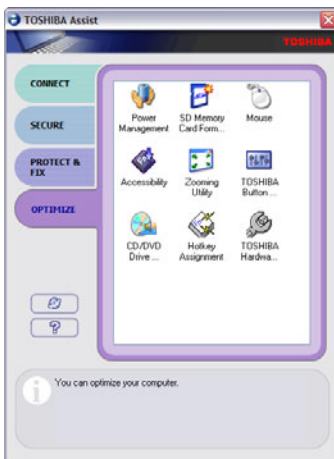 TOSHIBA Assist
TOSHIBA
CONNECT
SECURE
PROTECT &
FIX
OPTIMIZE
Power
Management
SD Memory
Card Form...
Mouse
Accessibility
Zooming
Utility
TOSHIBA
Button ...
CD/DVD
Drive ...
Hotkey
Assignment
TOSHIBA
Hardwa...
?
i
You can optimize your computer.